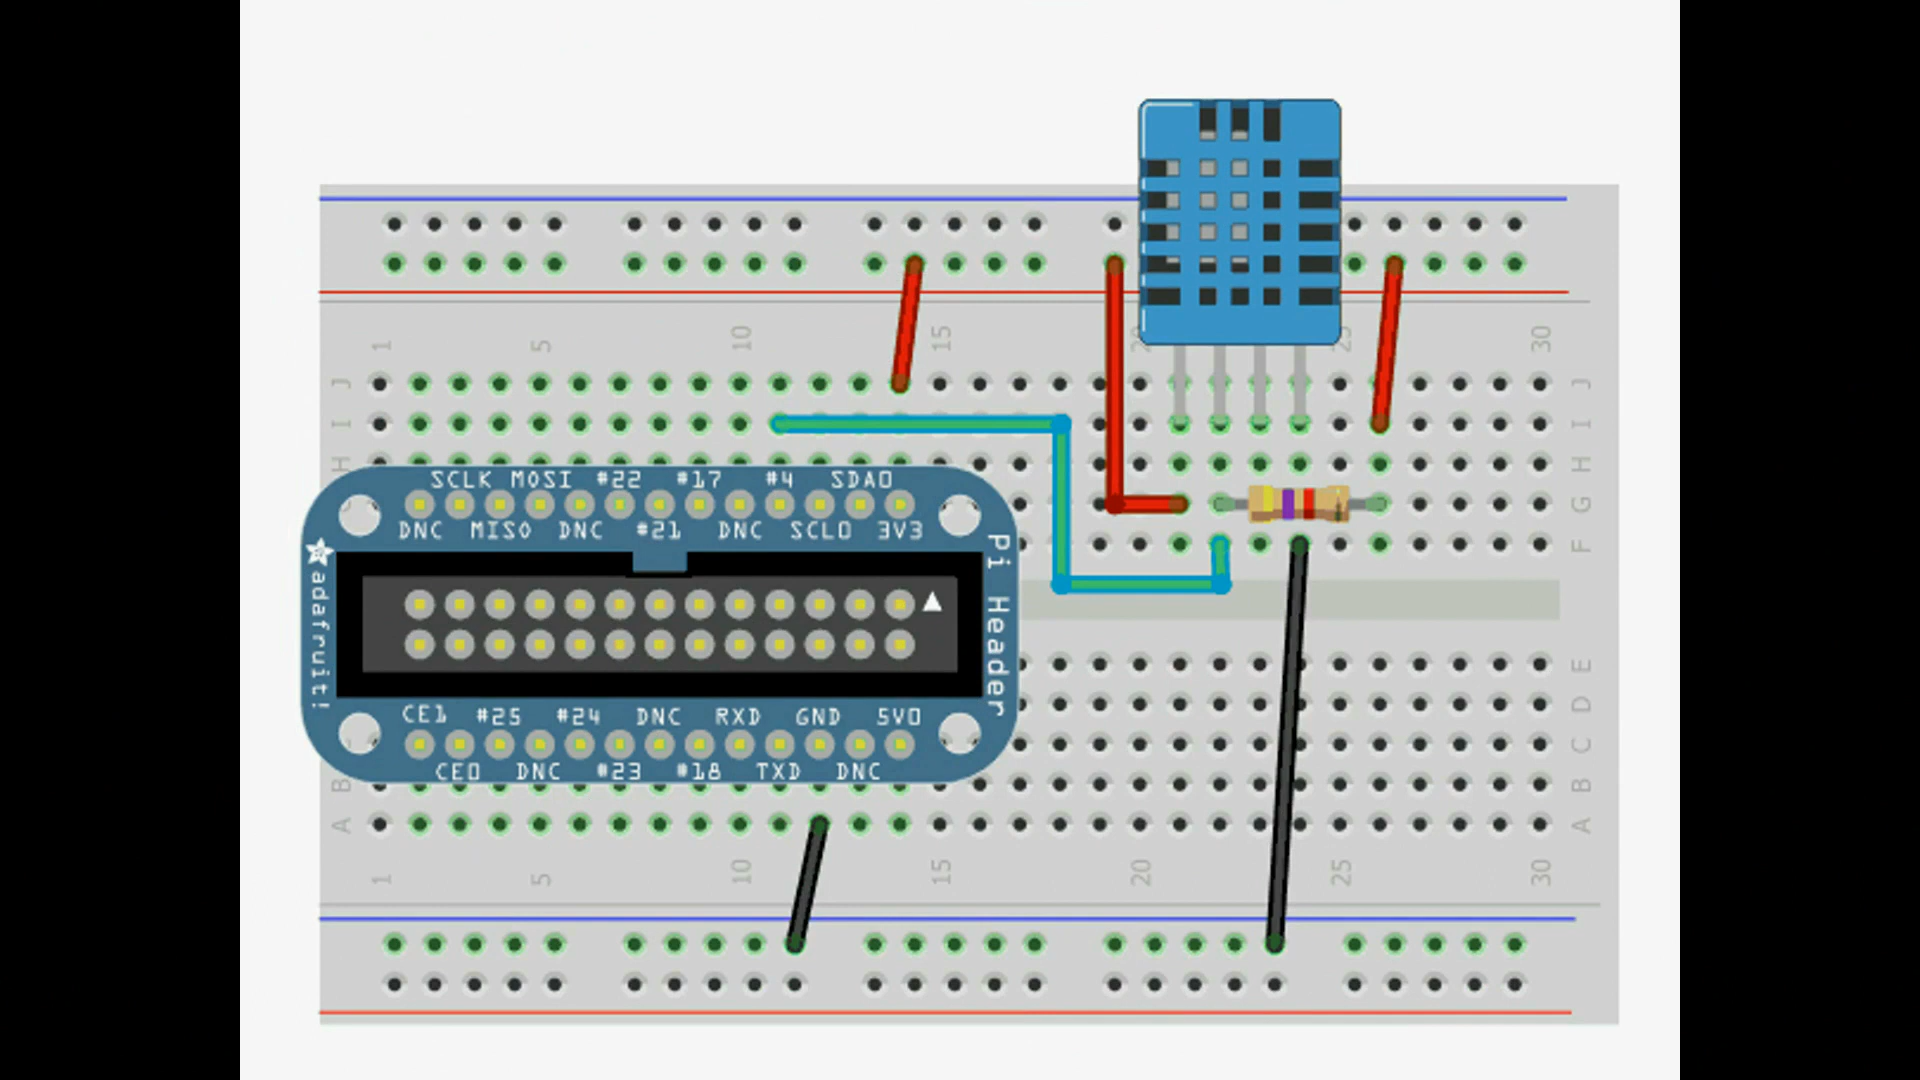 1 5 10 15 20 25 30
J J
I I
H H
SCLK MOSI #22 #17 #4 SDA0
G
DNC MISO DNC #21 DNC SCL0 3V3
F
Pi Header
adafruit!
E
D
CE1 #25 #24 DNC RXD GND 5V0
C
CE0 DNC #23 #18 TXD DNC
B B
A A
1 5 10 15 20 25 30